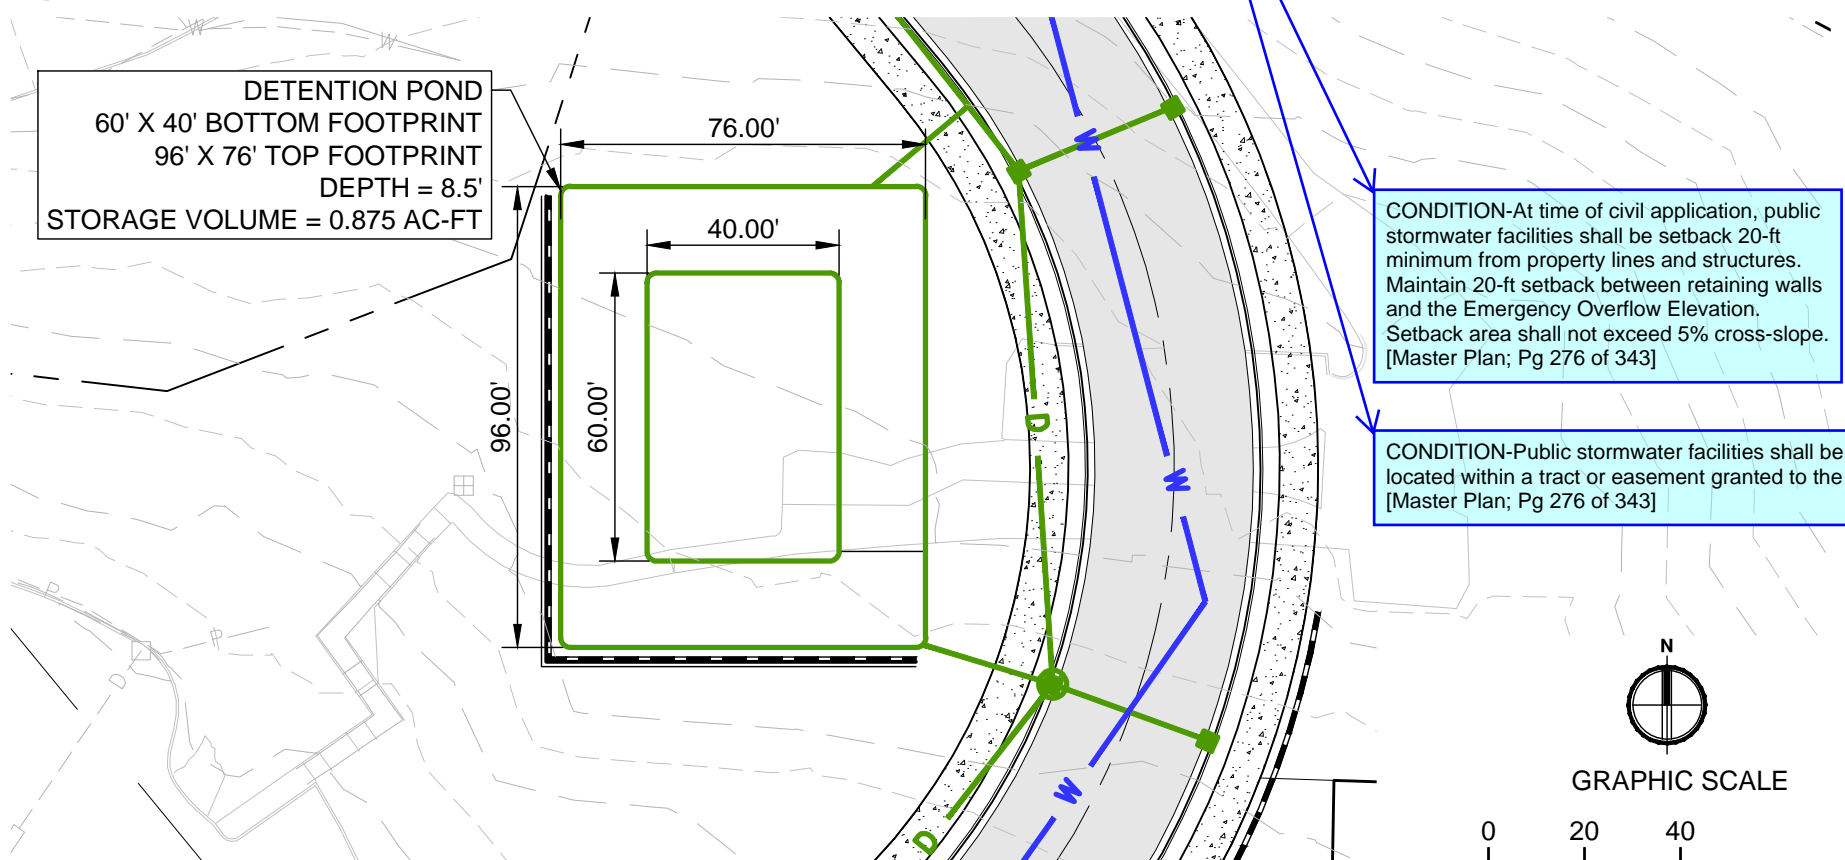 DETENTION POND
60' X 40' BOTTOM FOOTPRINT
96' X 76' TOP FOOTPRINT
DEPTH = 8.5'
STORAGE VOLUME = 0.875 AC-FT
76.00'
40.00'
96.00'
60.00'
W
W
W
W
W
D
D
P
P
D
D
CONDITION-At time of civil application, public
stormwater facilities shall be setback 20-ft
minimum from property lines and structures.
Maintain 20-ft setback between retaining walls
and the Emergency Overflow Elevation.
Setback area shall not exceed 5% cross-slope.
[Master Plan; Pg 276 of 343]
CONDITION-Public stormwater facilities shall be
located within a tract or easement granted to the
[Master Plan; Pg 276 of 343]
N
GRAPHIC SCALE
0 20 40